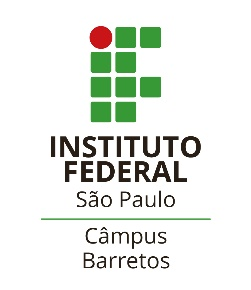 INSTITUTO
FEDERAL
São Paulo
Câmpus
Barretos